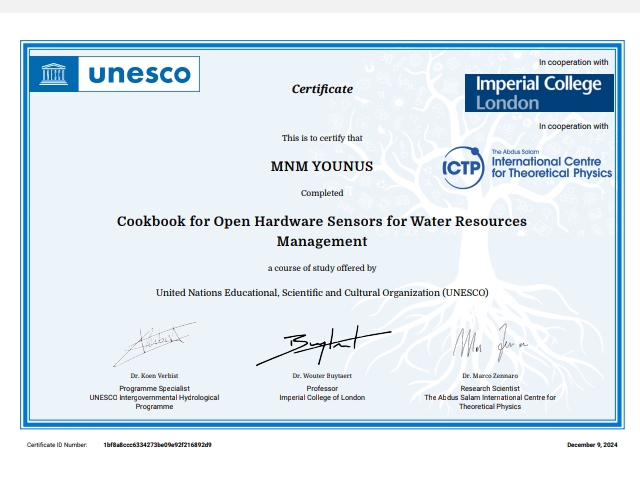 unesco
In cooperation with
Certificate
Imperial College
London
In cooperation with
This is to certify that
The Abdus Salam
MNM YOUNUS
ICTP
International Centre
for Theoretical Physics
Completed
Cookbook for Open Hardware Sensors for Water Resources
Management
a course of study offered by
United Nations Educational, Scientific and Cultural Organization (UNESCO)
Dr. Koen Verbist
Programme Specialist
UNESCO Intergovernmental Hydrological
Programme
Dr. Wouter Buytaert
Professor
Imperial College of London
Dr. Marco Zennaro
Research Scientist
The Abdus Salam International Centre for
Theoretical Physics
Certificate ID Number: 1bf8a8ccc6334273be09e92f216892d9
December 9, 2024